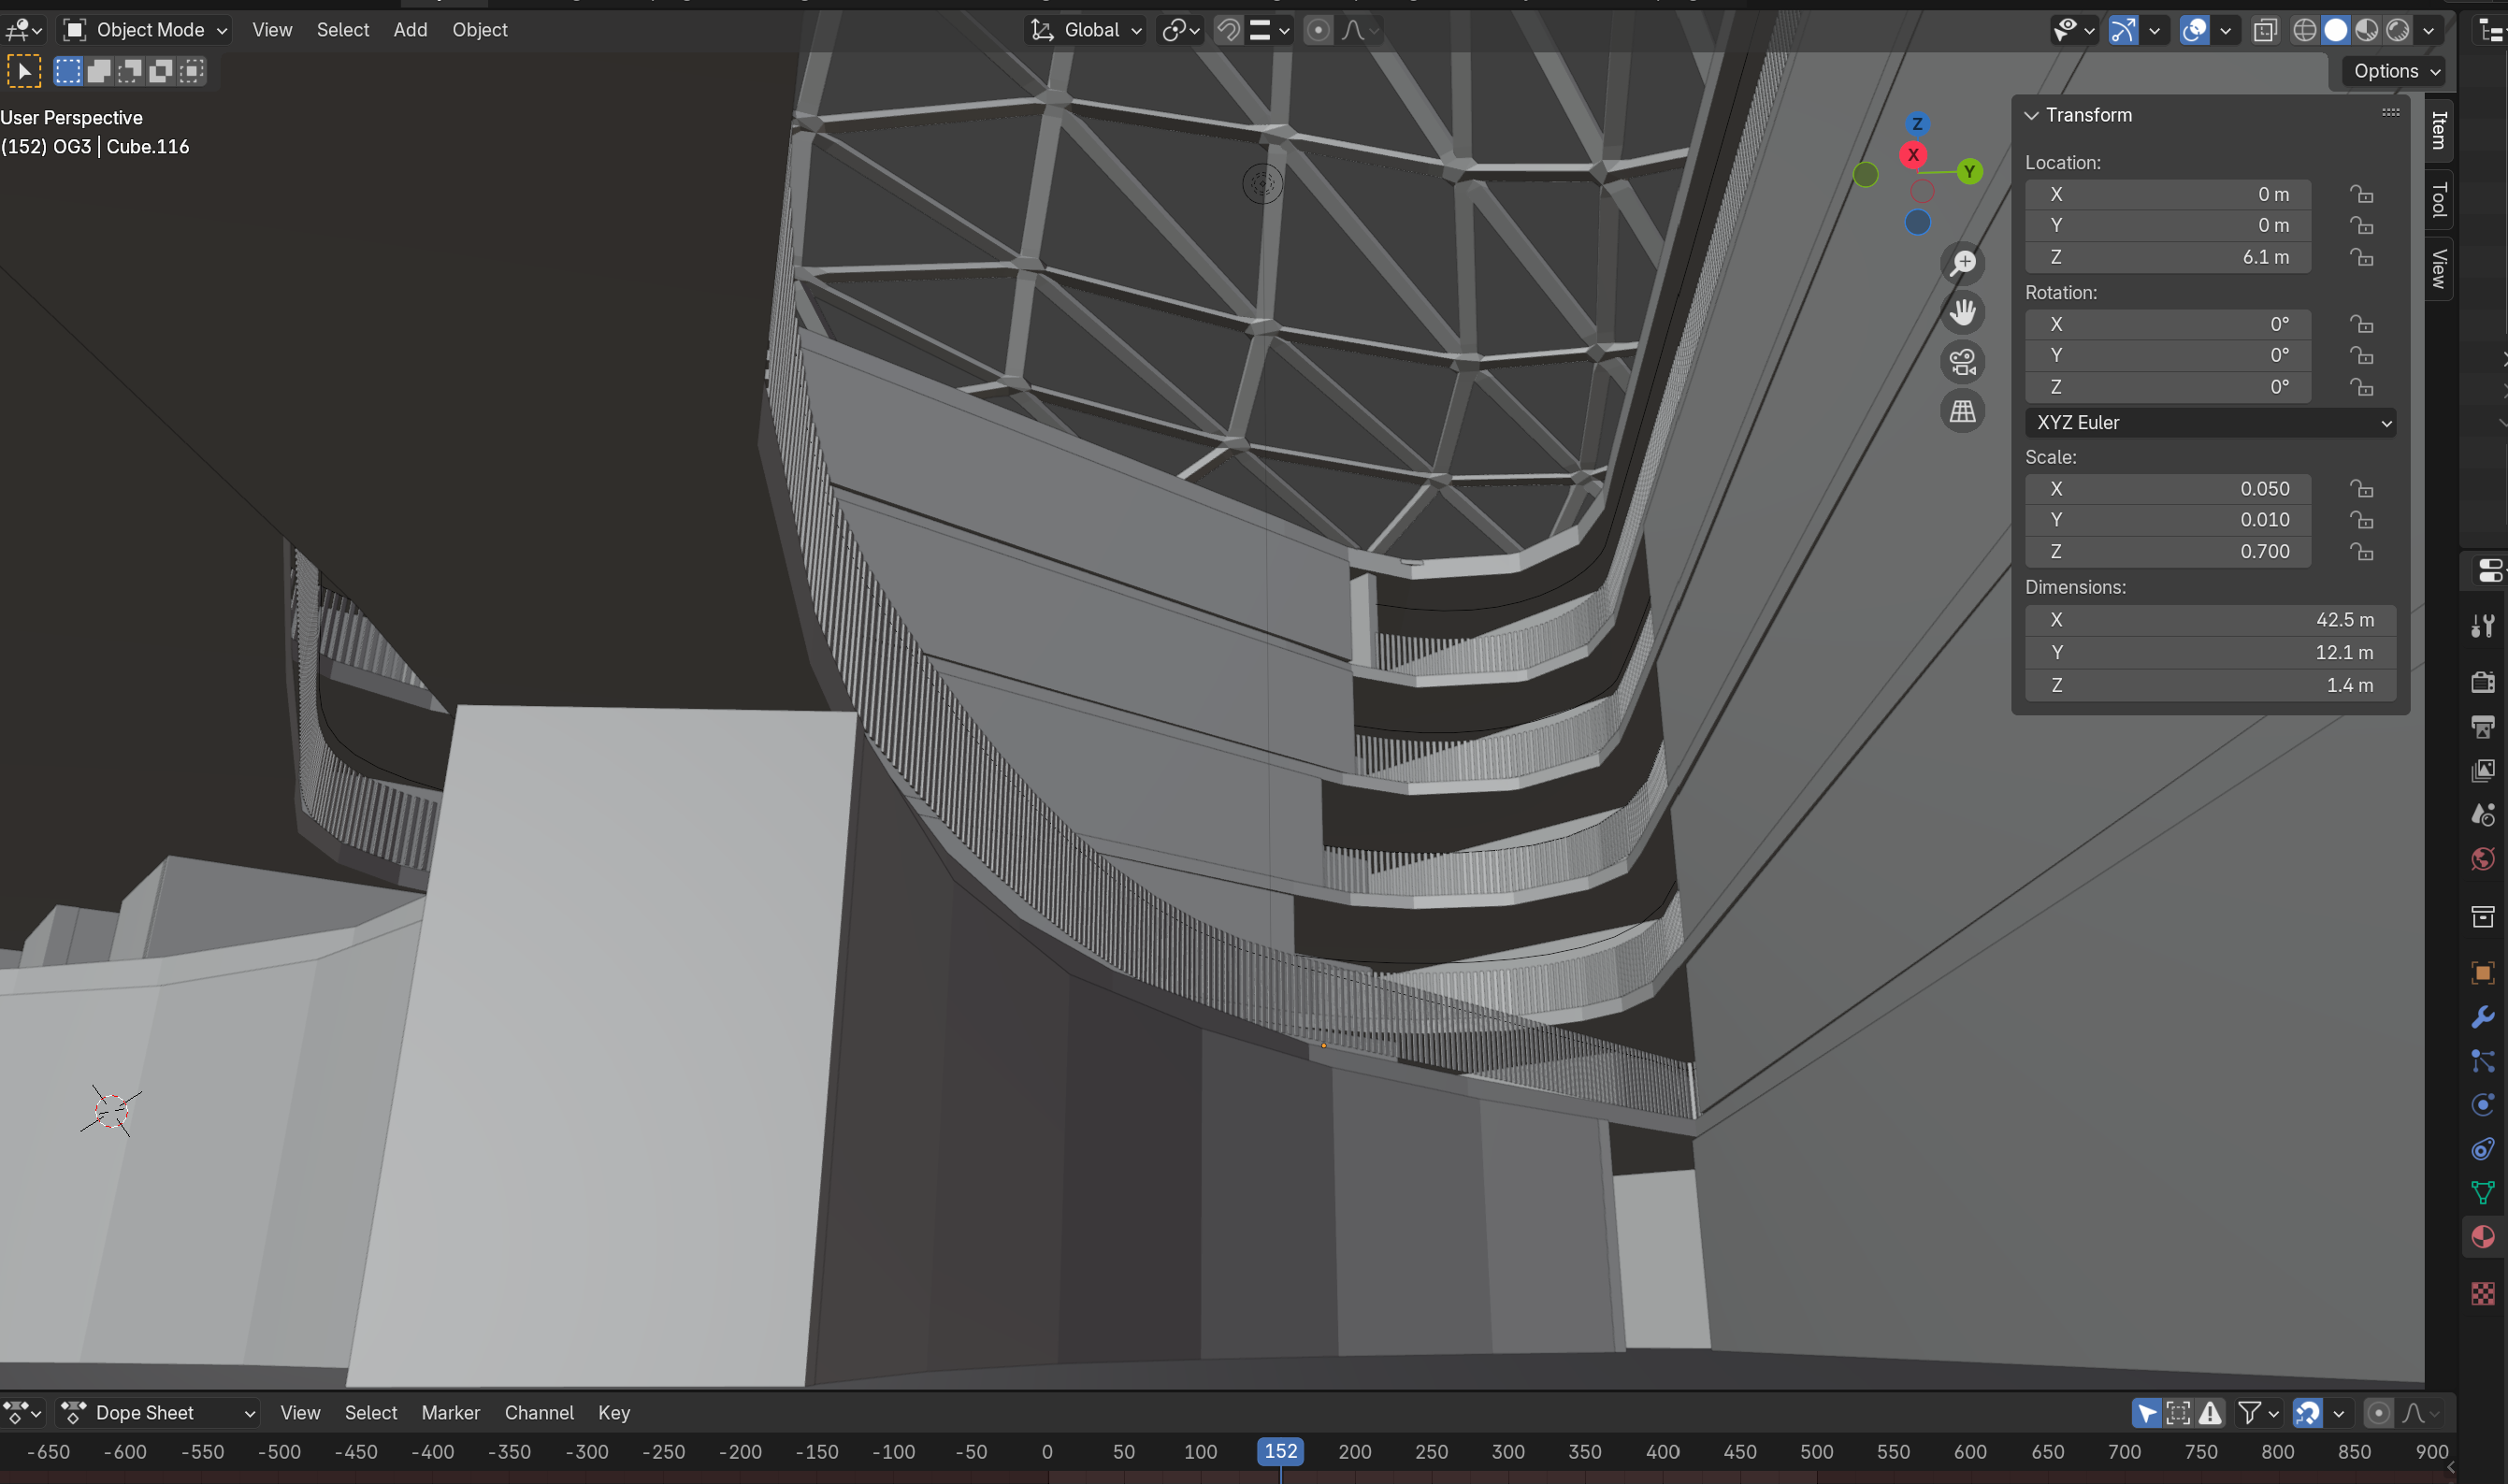 Object Mode View Select Add Object Global
Options
User Perspective
(152) OG3 | Cube.116
Z
X
Y
Transform
Location:
X 0 m
Y 0 m
Z 6.1 m
Rotation:
X 0°
Y 0°
Z 0°
XYZ Euler
Scale:
X 0.050
Y 0.010
Z 0.700
Dimensions:
X 42.5 m
Y 12.1 m
Z 1.4 m
Item
Tool
View
Dope Sheet View Select Marker Channel Key
-650 -600 -550 -500 -450 -400 -350 -300 -250 -200 -150 -100 -50 0 50 100 152 200 250 300 350 400 450 500 550 600 650 700 750 800 850 900